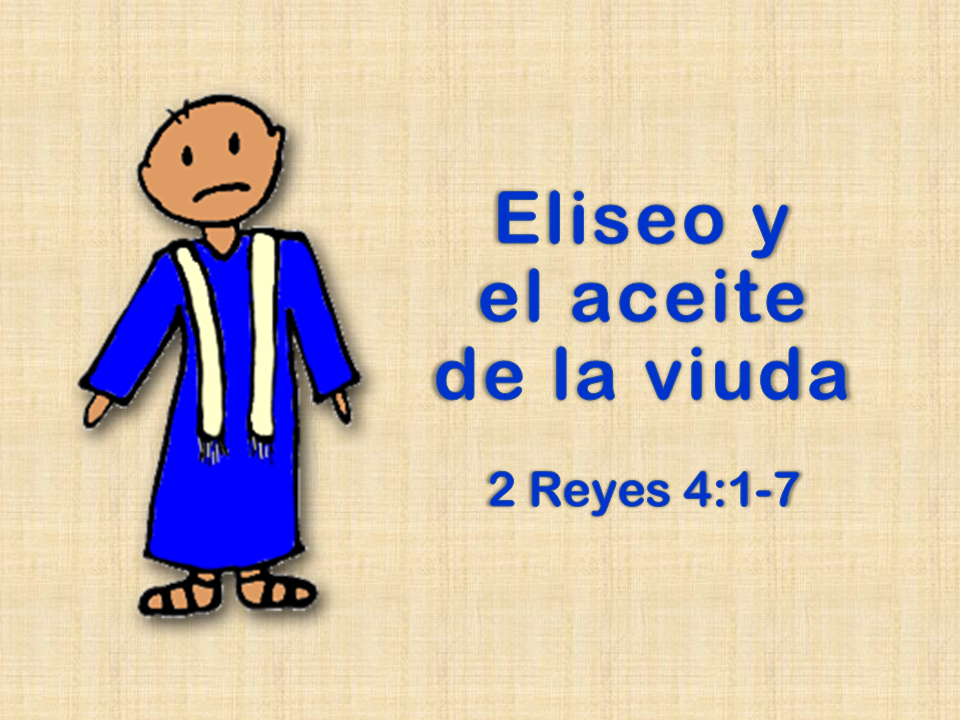 Eliseo y
el aceite
de la viuda
2 Reyes 4:1-7